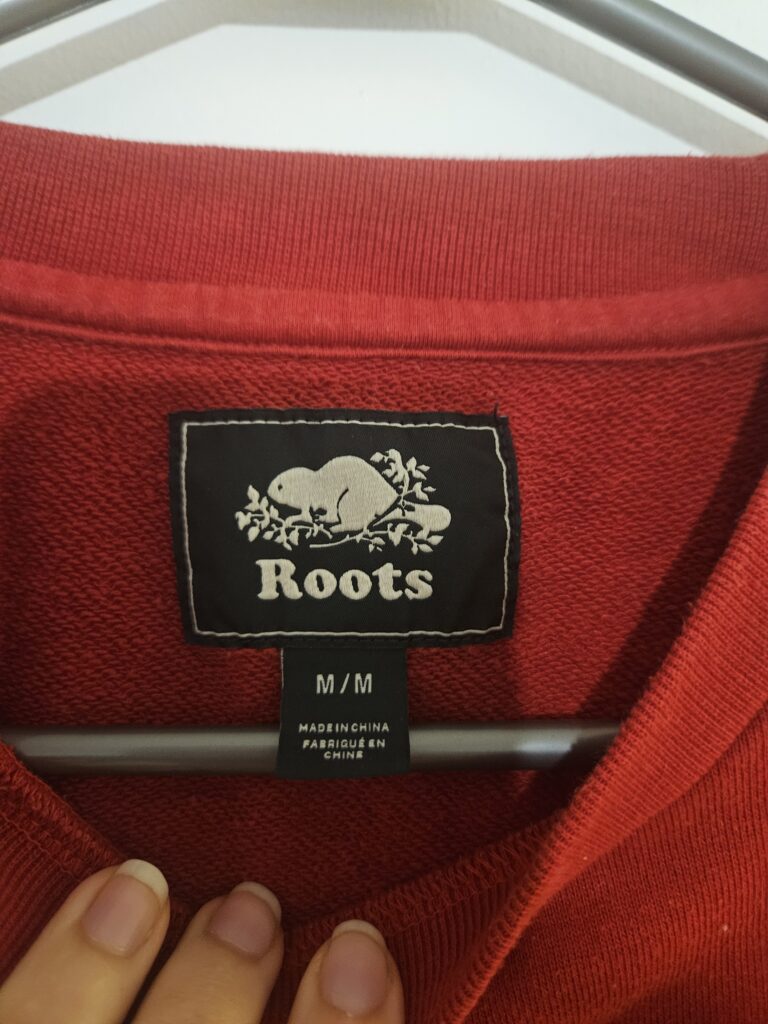 Roots
M/M
MADE IN CHINA
FABRIQUÉ EN
CHINE